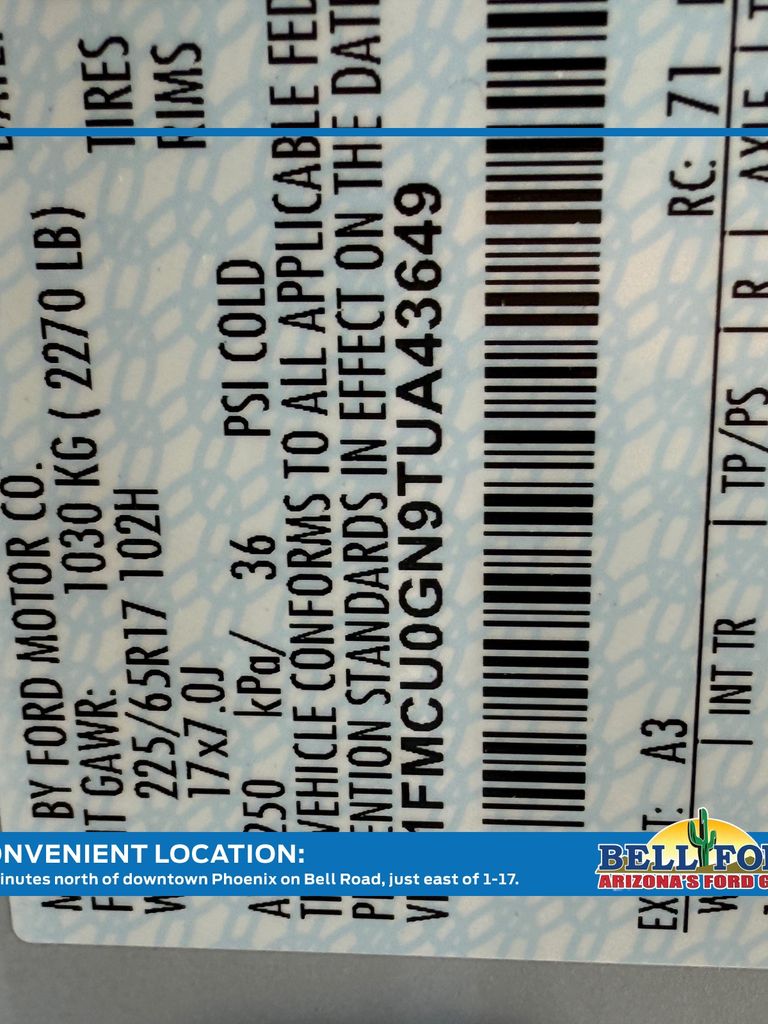 TIRES
RIMS
BY FORD MOTOR CO.
GAWR: 1030 KG ( 2270 LB)
225/65R17 102H
17x7.0J
250 kPa/ 36 PSI COLD
VEHICLE CONFORMS TO ALL APPLICABLE FED
ENTION STANDARDS IN EFFECT ON THE DAT
1FMCU0GN9TUA43649
A3 RC: 71
INT TR | TP/PS | R | AXLE |
ONVENIENT LOCATION:
inutes north of downtown Phoenix on Bell Road, just east of 1-17.
BELL FO
ARIZONA'S FORD G